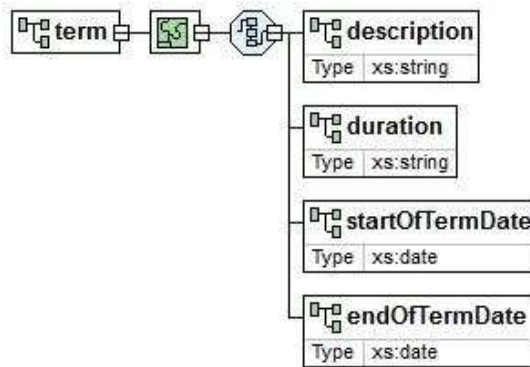 term
description
Type xs:string
duration
Type xs:string
startOfTermDate
Type xs:date
endOfTermDate
Type xs:date